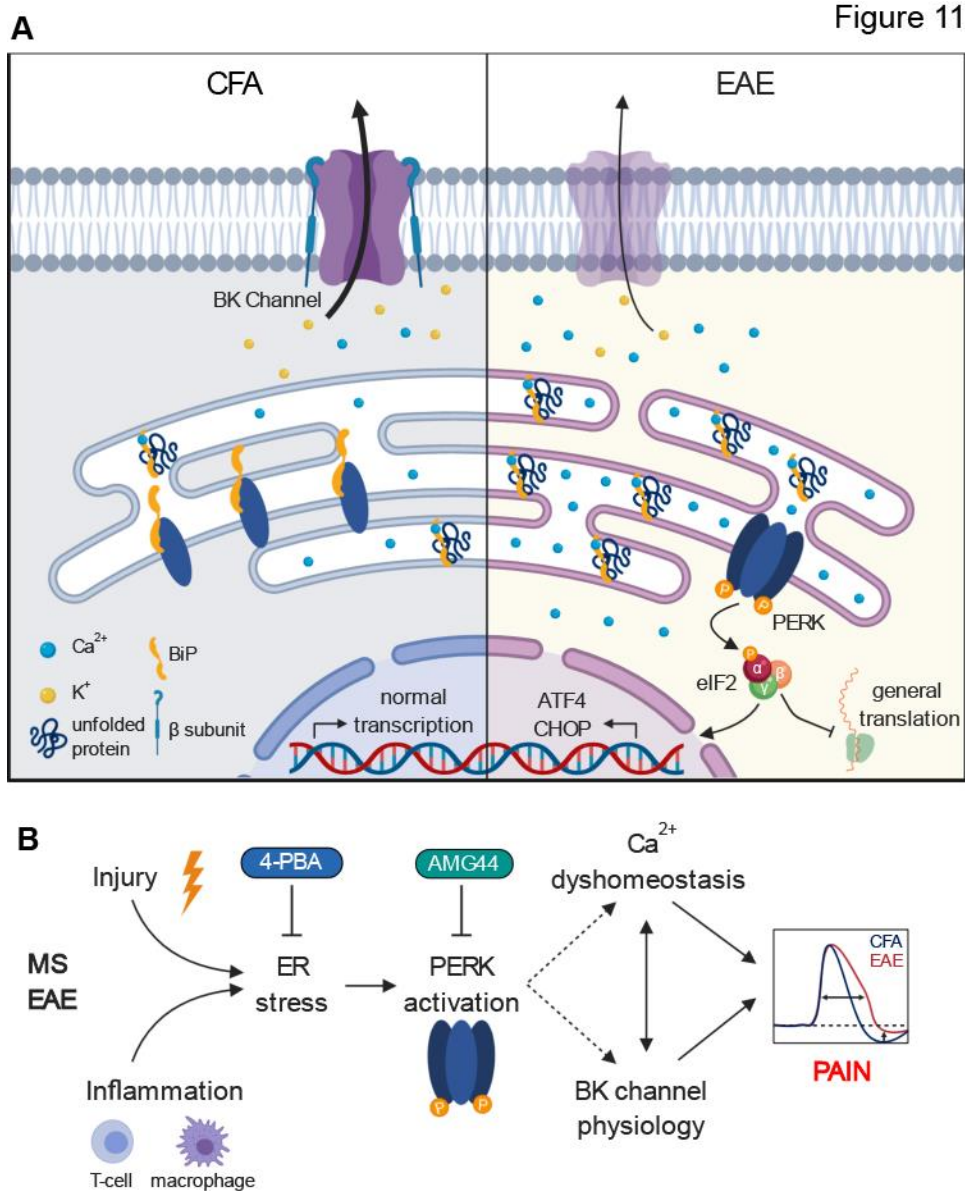 Figure 11
A
CFA
EAE
BK Channel
Ca2+
BiP
K+
unfolded
protein
β subunit
normal
transcription
ATF4
CHOP
P
P
PERK
P
eIF2
α
β
γ
general
translation
B
Injury
4-PBA
AMG44
Ca2+
dyshomeostasis
MS
EAE
ER
stress
PERK
activation
CFA
EAE
P
P
PAIN
Inflammation
BK channel
physiology
T-cell
macrophage